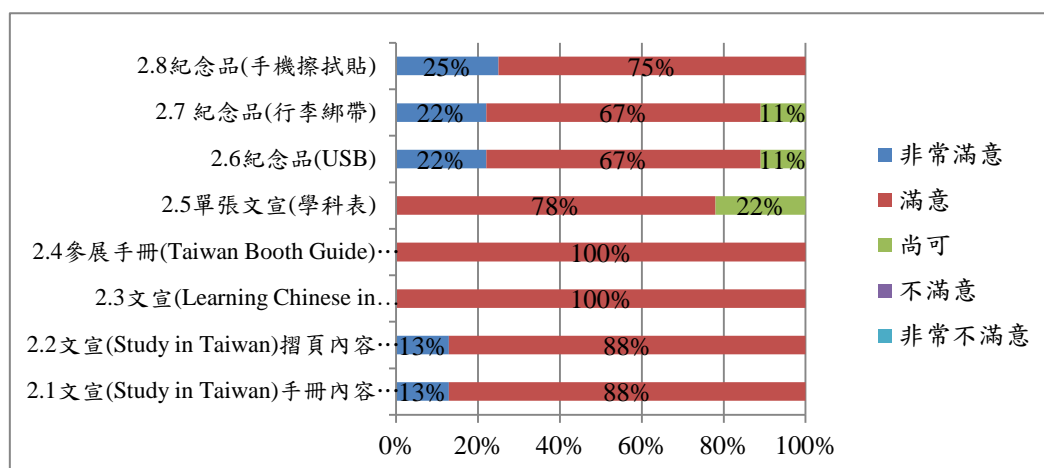 2.8紀念品(手機擦拭貼) 25% 75%
2.7 紀念品(行李綁帶) 22% 67% 11%
2.6紀念品(USB) 22% 67% 11%
2.5單張文宣(學科表) 78% 22%
2.4參展手冊(Taiwan Booth Guide)… 100%
2.3文宣(Learning Chinese in… 100%
2.2文宣(Study in Taiwan)摺頁內容… 13% 88%
2.1文宣(Study in Taiwan)手冊內容… 13% 88%
0% 20% 40% 60% 80% 100%
非常滿意
滿意
尚可
不滿意
非常不滿意